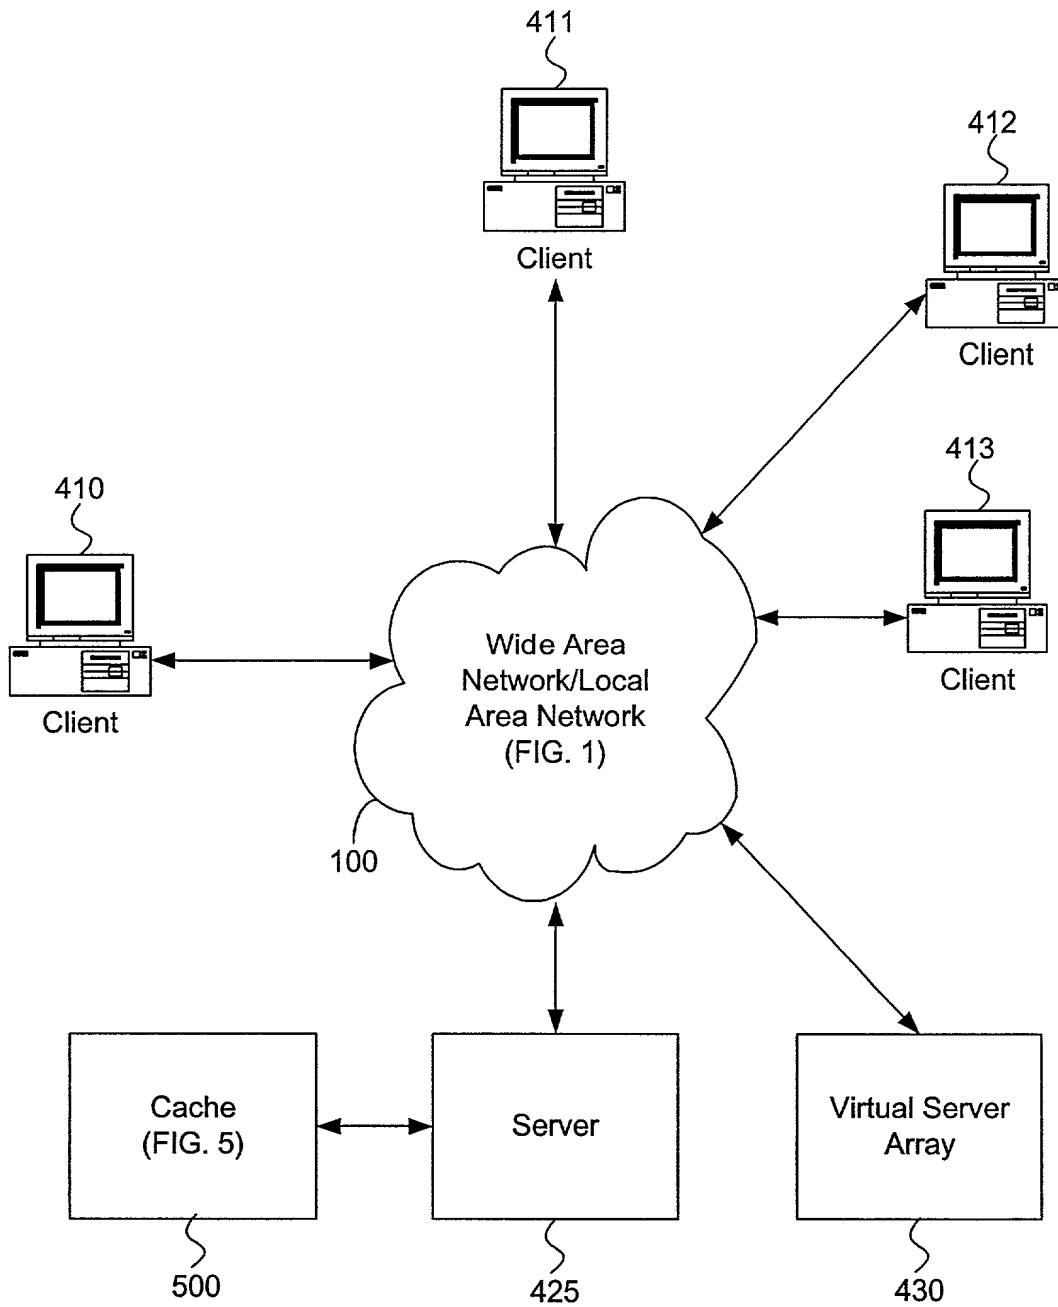 411
412
Client
Client
413
410
Client
Client
Wide Area
Network/Local
Area Network
(FIG. 1)
100
Cache
(FIG. 5)
Server
Virtual Server
Array
500
425
430